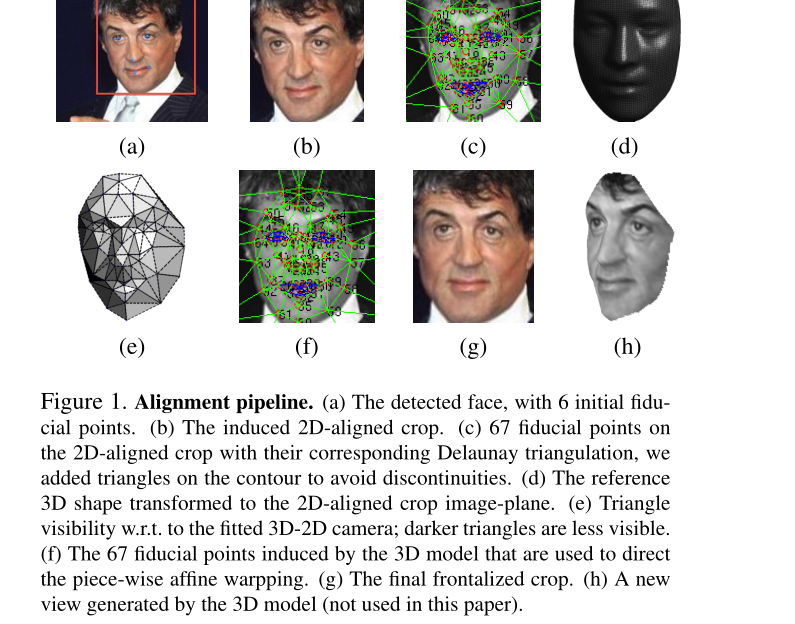 (a) (b) (c) (d)
(e) (f) (g) (h)
Figure 1. Alignment pipeline. (a) The detected face, with 6 initial fidu-
cial points. (b) The induced 2D-aligned crop. (c) 67 fiducial points on
the 2D-aligned crop with their corresponding Delaunay triangulation, we
added triangles on the contour to avoid discontinuities. (d) The reference
3D shape transformed to the 2D-aligned crop image-plane. (e) Triangle
visibility w.r.t. to the fitted 3D-2D camera; darker triangles are less visible.
(f) The 67 fiducial points induced by the 3D model that are used to direct
the piece-wise affine warpping. (g) The final frontalized crop. (h) A new
view generated by the 3D model (not used in this paper).